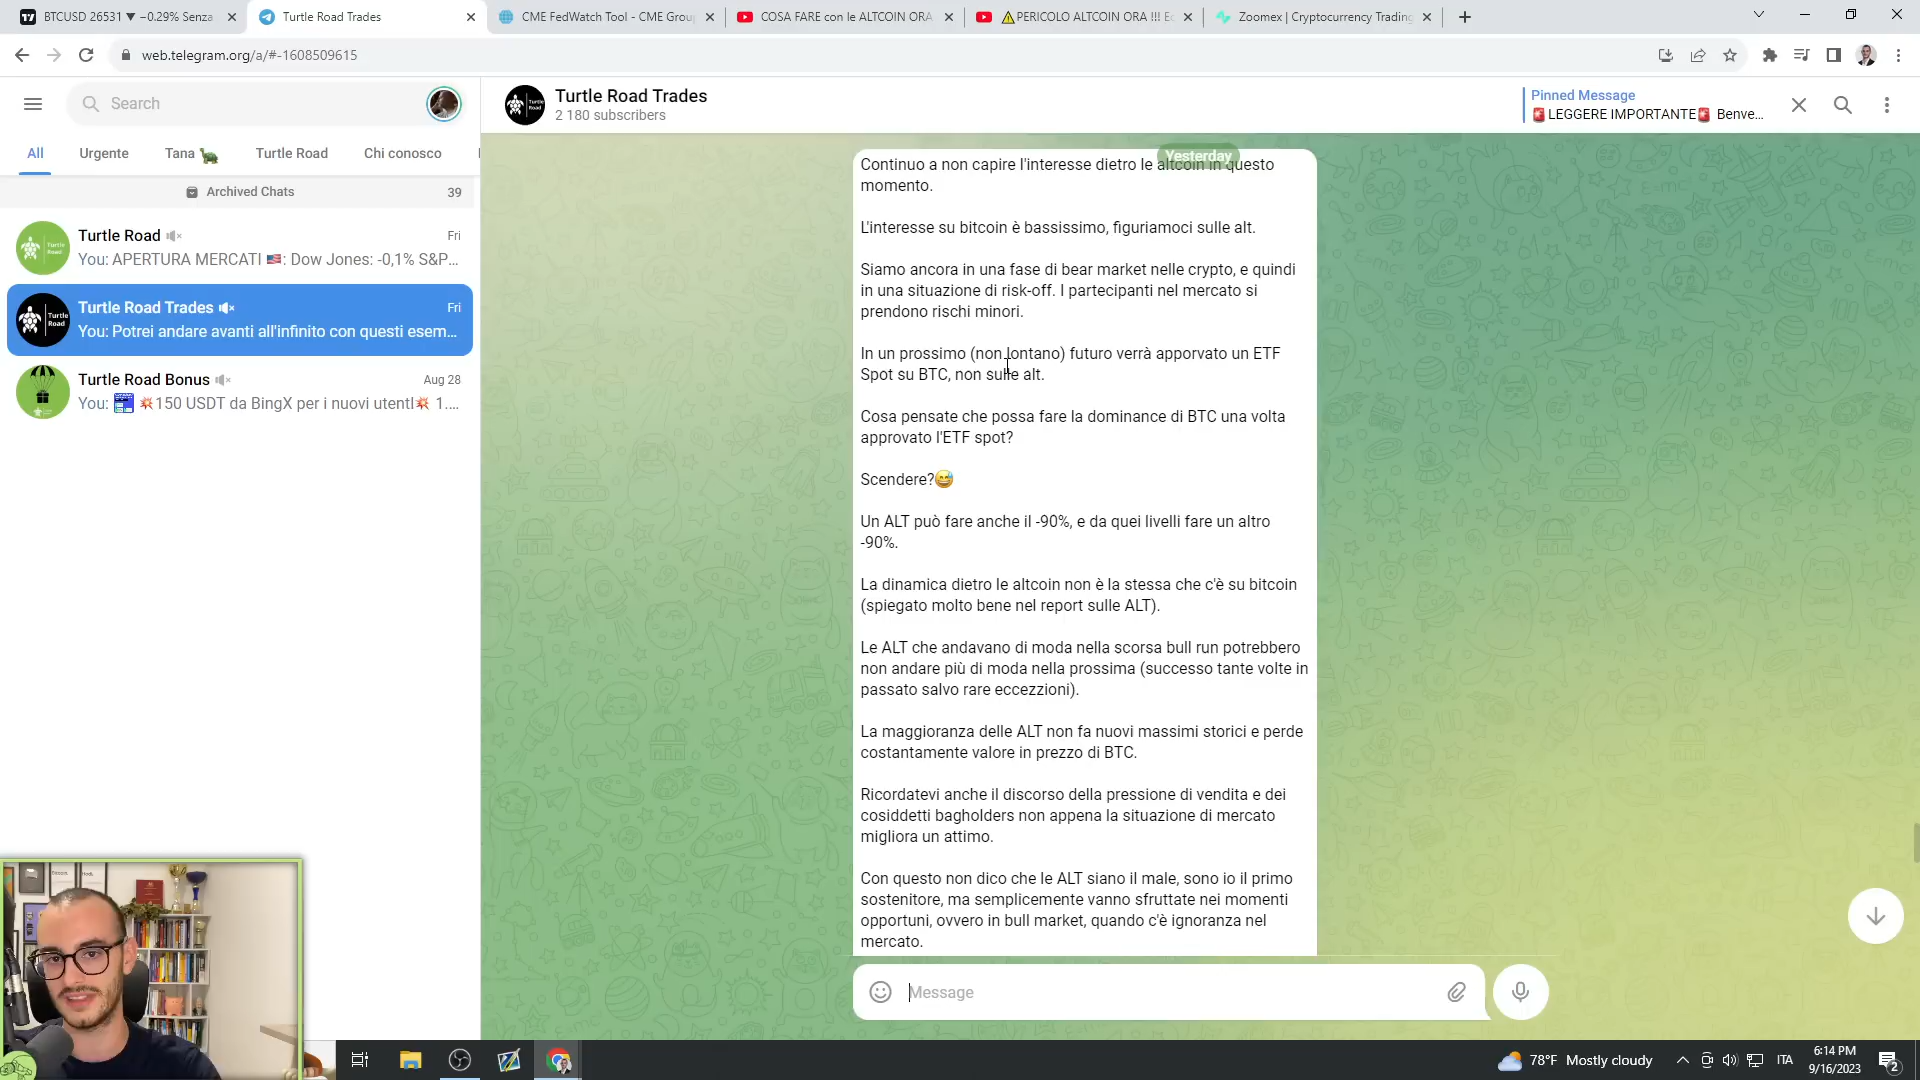 BTCUSD 26531 ▼ −0.29% Senza
Turtle Road Trades
CME FedWatch Tool - CME Grou
COSA FARE con le ALTCOIN ORA
⚠PERICOLO ALTCOIN ORA !!! Ec
Zoomex | Cryptocurrency Trading
web.telegram.org/a/#-1608509615
Search
Turtle Road Trades
2 180 subscribers
Pinned Message
🚨LEGGERE IMPORTANTE🚨 Benve...
All
Urgente
Tana 🐢
Turtle Road
Chi conosco
Archived Chats
39
Turtle Road
Fri
You: APERTURA MERCATI 🇺🇸: Dow Jones: -0,1% S&P...
Turtle Road Trades
Fri
You: Potrei andare avanti all'infinito con questi esem...
Turtle Road Bonus
Aug 28
You: 💥150 USDT da BingX per i nuovi utentI💥 1....
Yesterday
Continuo a non capire l'interesse dietro le altcoin in questo
momento.
L'interesse su bitcoin è bassissimo, figuriamoci sulle alt.
Siamo ancora in una fase di bear market nelle crypto, e quindi
in una situazione di risk-off. I partecipanti nel mercato si
prendono rischi minori.
In un prossimo (non lontano) futuro verrà apporvato un ETF
Spot su BTC, non sulle alt.
Cosa pensate che possa fare la dominance di BTC una volta
approvato l'ETF spot?
Scendere?😅
Un ALT può fare anche il -90%, e da quei livelli fare un altro
-90%.
La dinamica dietro le altcoin non è la stessa che c'è su bitcoin
(spiegato molto bene nel report sulle ALT).
Le ALT che andavano di moda nella scorsa bull run potrebbero
non andare più di moda nella prossima (successo tante volte in
passato salvo rare eccezzioni).
La maggioranza delle ALT non fa nuovi massimi storici e perde
costantemente valore in prezzo di BTC.
Ricordatevi anche il discorso della pressione di vendita e dei
cosiddetti bagholders non appena la situazione di mercato
migliora un attimo.
Con questo non dico che le ALT siano il male, sono io il primo
sostenitore, ma semplicemente vanno sfruttate nei momenti
opportuni, ovvero in bull market, quando c'è ignoranza nel
mercato.
Message
78°F Mostly cloudy
ITA
6:14 PM
9/16/2023
2